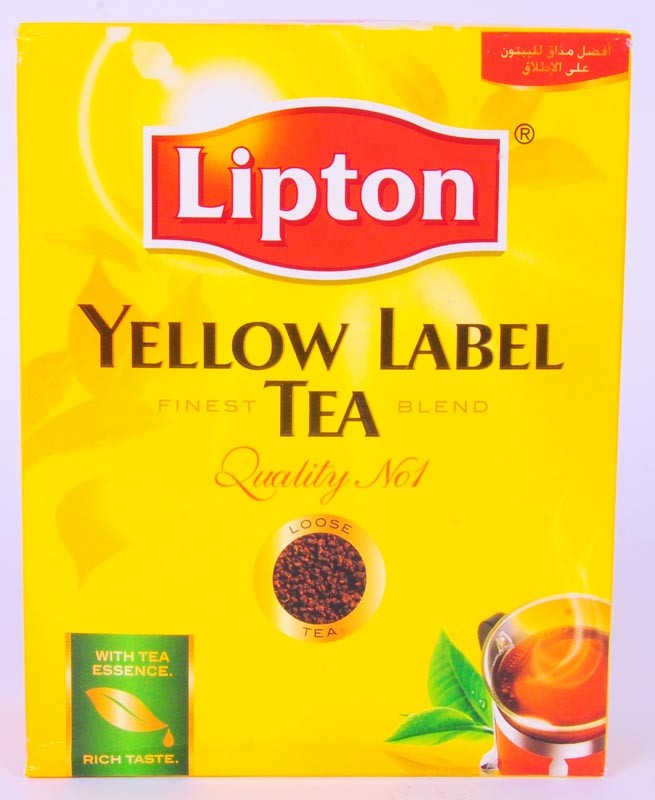 أفضل مذاق لليبتون
على الإطلاق
Lipton®
YELLOW LABEL
FINEST TEA BLEND
Quality No1
LOOSE
TEA
WITH TEA
ESSENCE.
RICH TASTE.